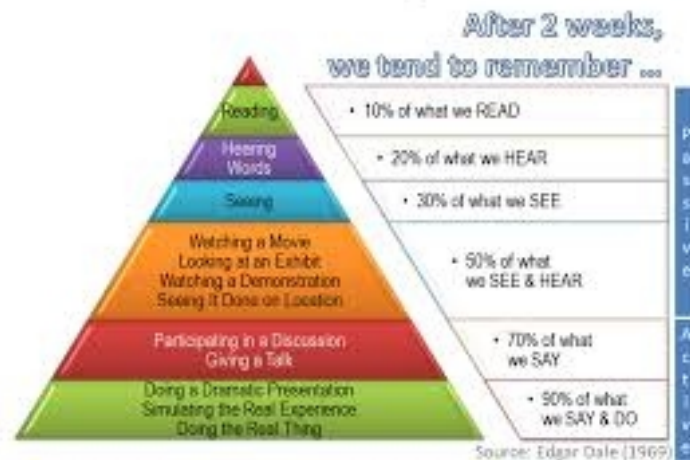 After 2 weeks,
we tend to remember ...
Reading
• 10% of what we READ
Hearing
Words
• 20% of what we HEAR
Seeing
• 30% of what we SEE
Watching a Movie
Looking at an Exhibit
Watching a Demonstration
Seeing It Done on Location
• 50% of what
we SEE & HEAR
Participating in a Discussion
Giving a Talk
• 70% of what
we SAY
Doing a Dramatic Presentation
Simulating the Real Experience
Doing the Real Thing
• 90% of what
we SAY & DO
P
a
s
s
i
v
e
A
c
t
i
v
e
Source: Edgar Dale (1969)